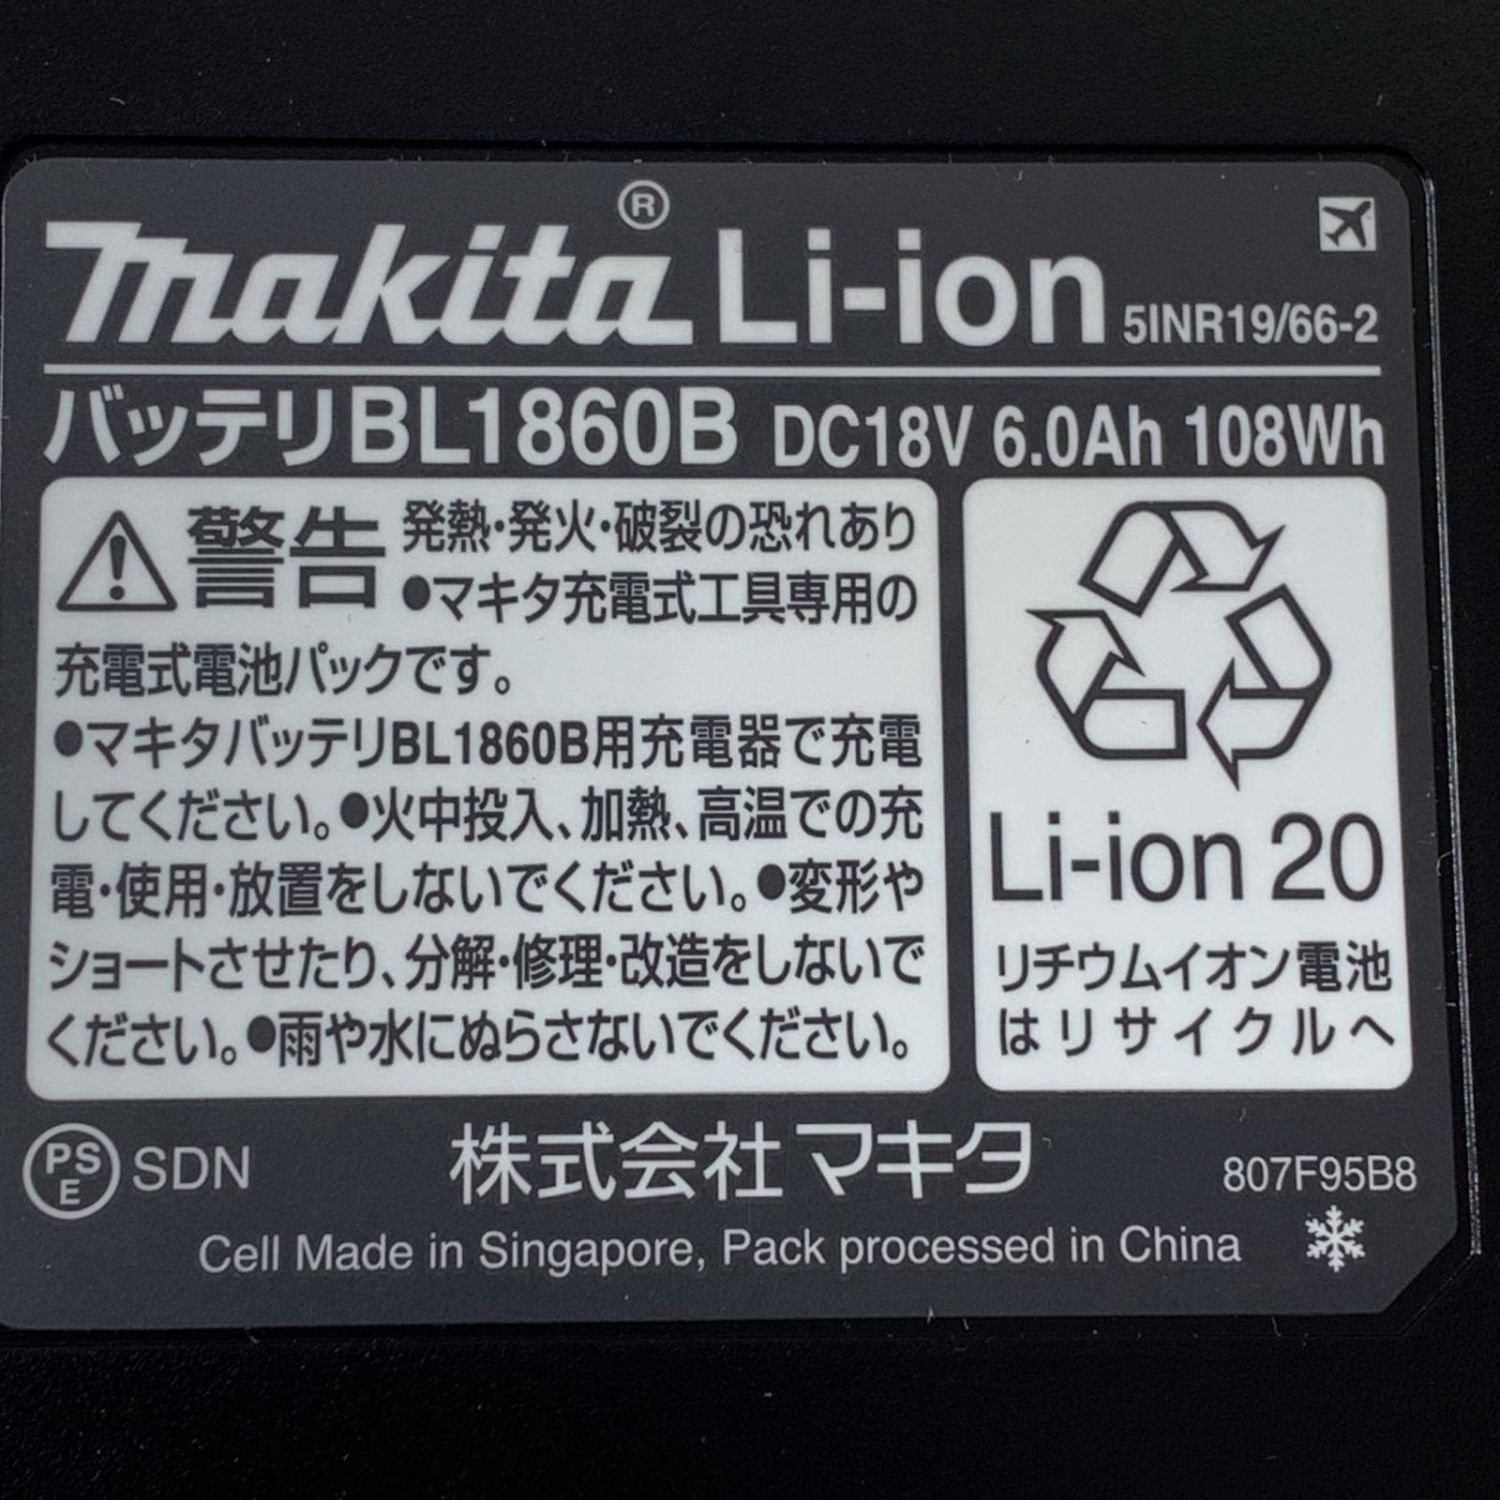 makita® Li-ion 5INR19/66-2
バッテリBL1860B DC18V 6.0Ah 108Wh
警告 発熱・発火・破裂の恐れあり
●マキタ充電式工具専用の
充電式電池パックです。
●マキタバッテリBL1860B用充電器で充電
してください。●火中投入、加熱、高温での充
電・使用・放置をしないでください。●変形や
ショートさせたり、分解・修理・改造をしないで
ください。●雨や水にぬらさないでください。
Li-ion 20
リチウムイオン電池
はリサイクルへ
PSE SDN
株式会社マキタ
807F95B8
Cell Made in Singapore, Pack processed in China